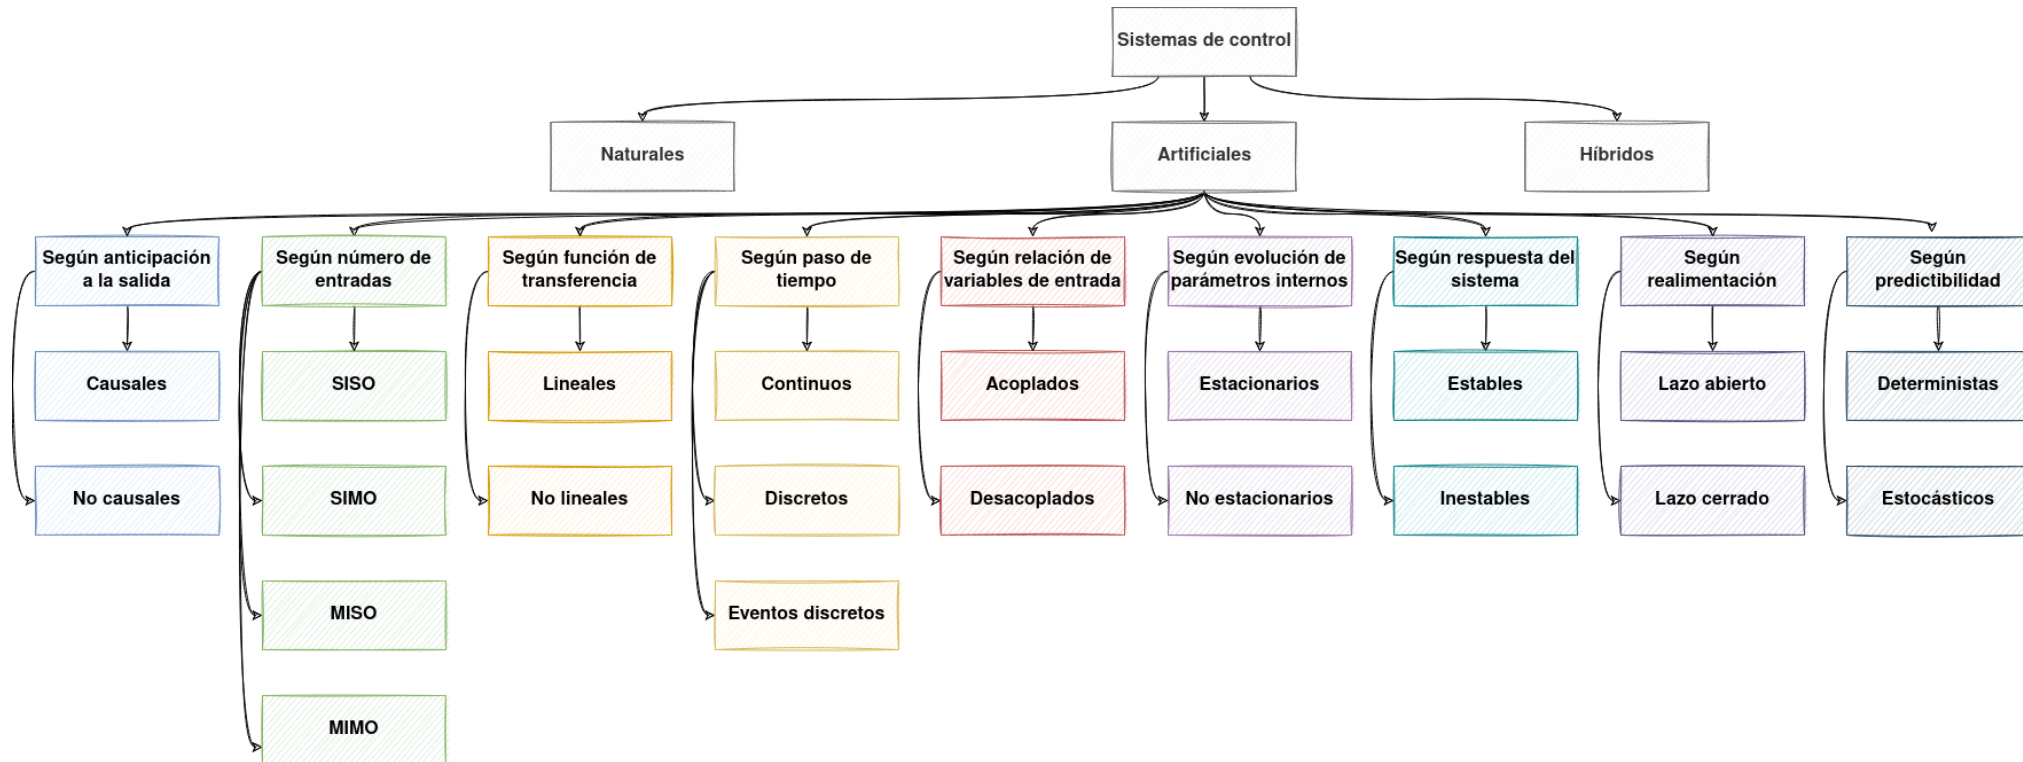 Sistemas de control
Naturales
Artificiales
Híbridos
Según anticipación
a la salida
Según número de
entradas
Según función de
transferencia
Según paso de
tiempo
Según relación de
variables de entrada
Según evolución de
parámetros internos
Según respuesta del
sistema
Según
realimentación
Según
predictibilidad
Causales
SISO
Lineales
Continuos
Acoplados
Estacionarios
Estables
Lazo abierto
Deterministas
No causales
SIMO
No lineales
Discretos
Desacoplados
No estacionarios
Inestables
Lazo cerrado
Estocásticos
MISO
Eventos discretos
MIMO